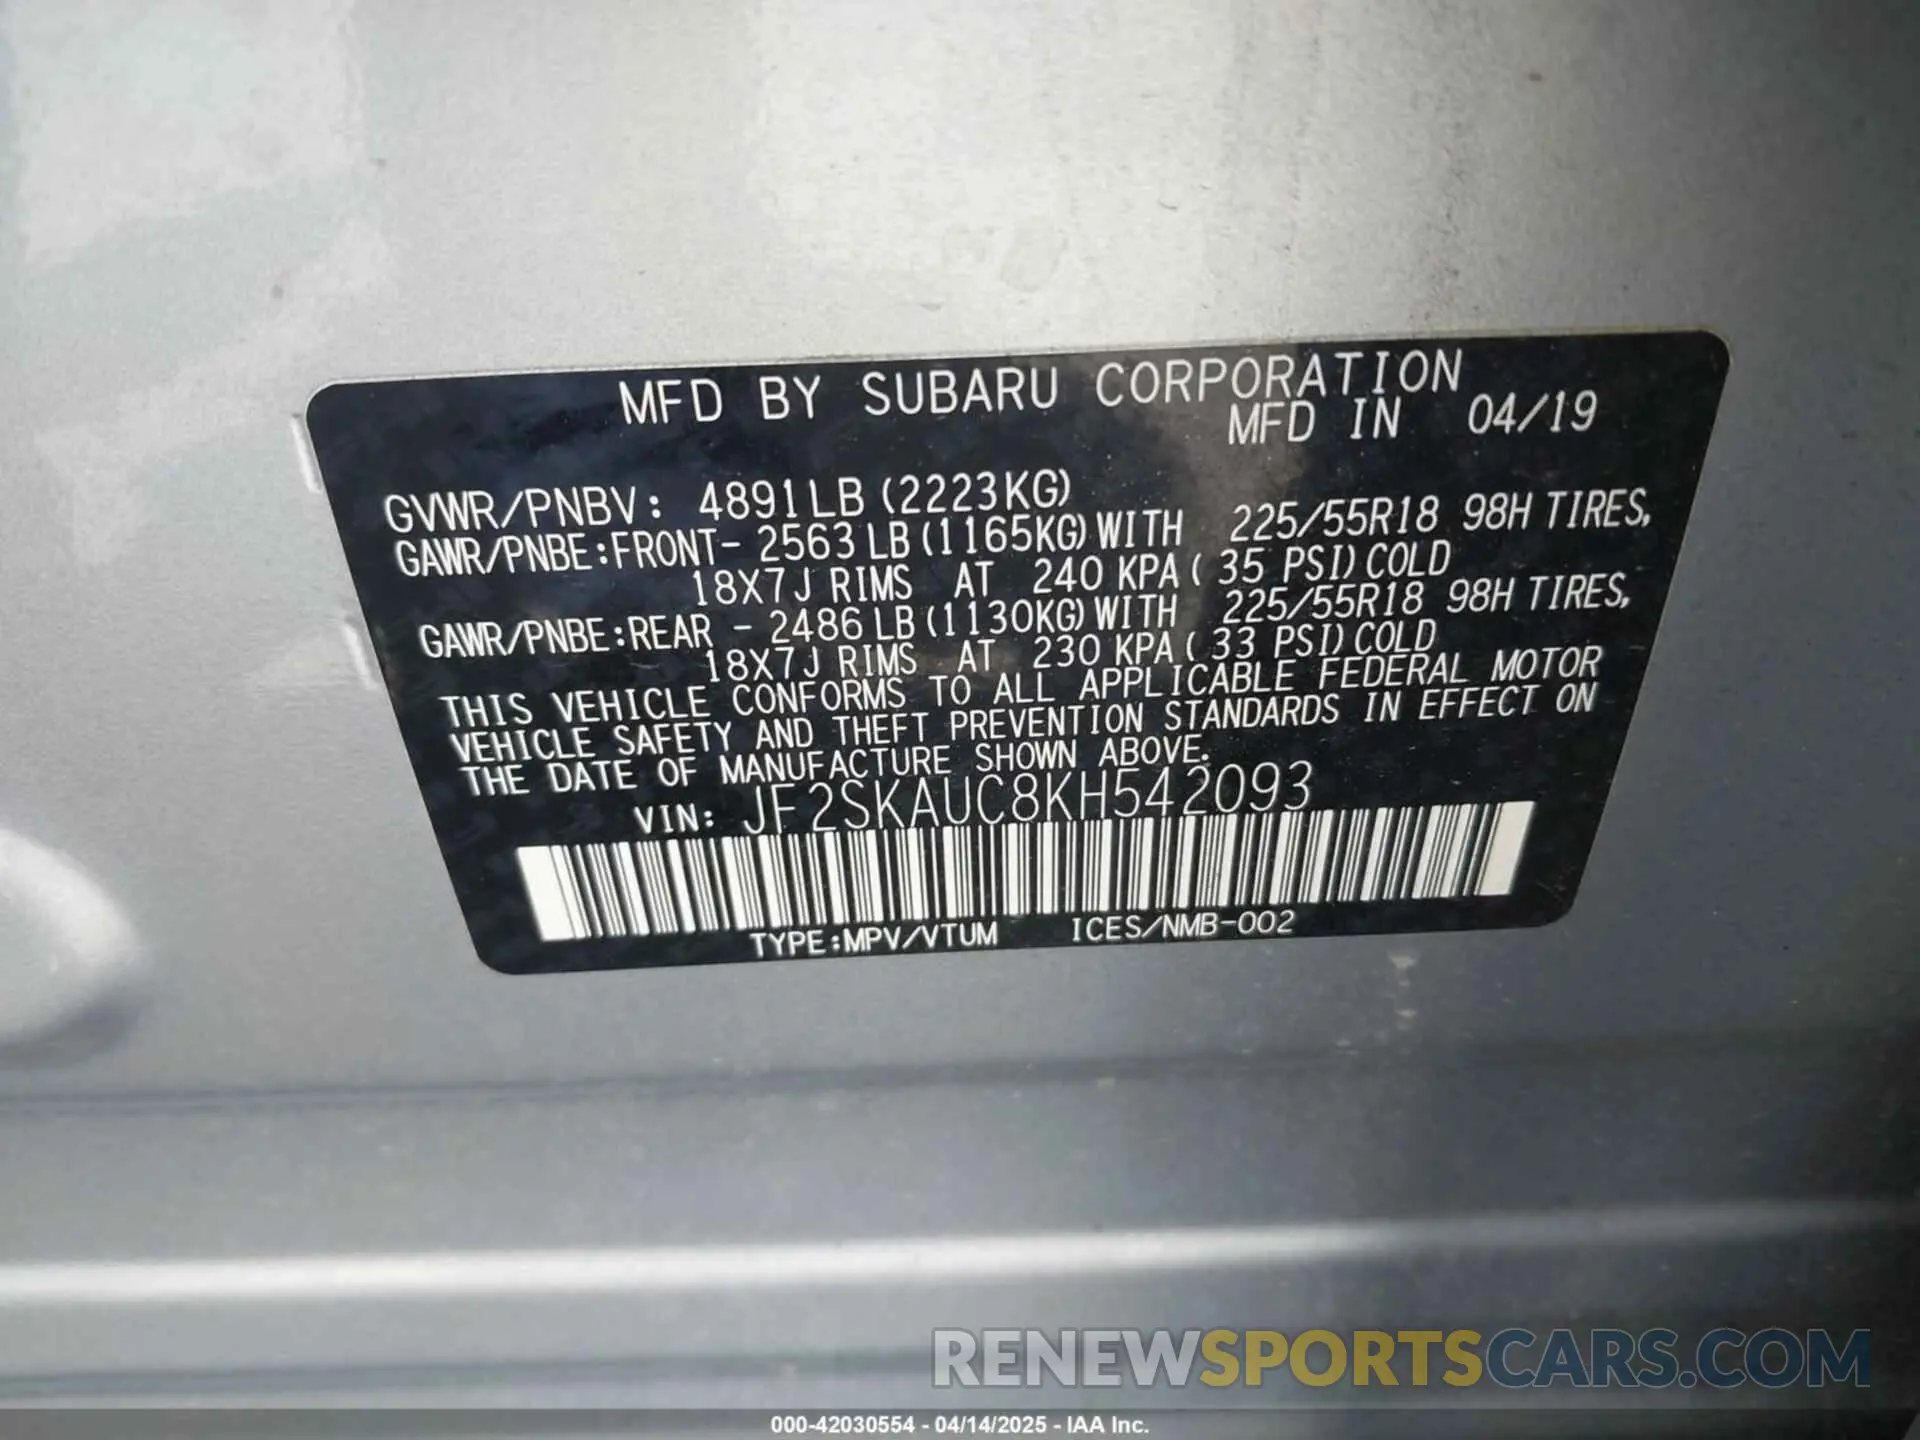 MFD BY SUBARU CORPORATION
MFD IN 04/19
GVWR/PNBV: 4891LB (2223KG)
GAWR/PNBE:FRONT- 2563 LB (1165KG) WITH 225/55R18 98H TIRES,
18X7J RIMS AT 240 KPA ( 35 PSI) COLD
GAWR/PNBE:REAR - 2486 LB (1130KG) WITH 225/55R18 98H TIRES,
18X7J RIMS AT 230 KPA ( 33 PSI) COLD
THIS VEHICLE CONFORMS TO ALL APPLICABLE FEDERAL MOTOR
VEHICLE SAFETY AND THEFT PREVENTION STANDARDS IN EFFECT ON
THE DATE OF MANUFACTURE SHOWN ABOVE.
VIN: JF2SKAUC8KH542093
TYPE:MPV/VTUM ICES/NMB-002
RENEWSPORTSCARS.COM
000-42030554 - 04/14/2025 - IAA Inc.